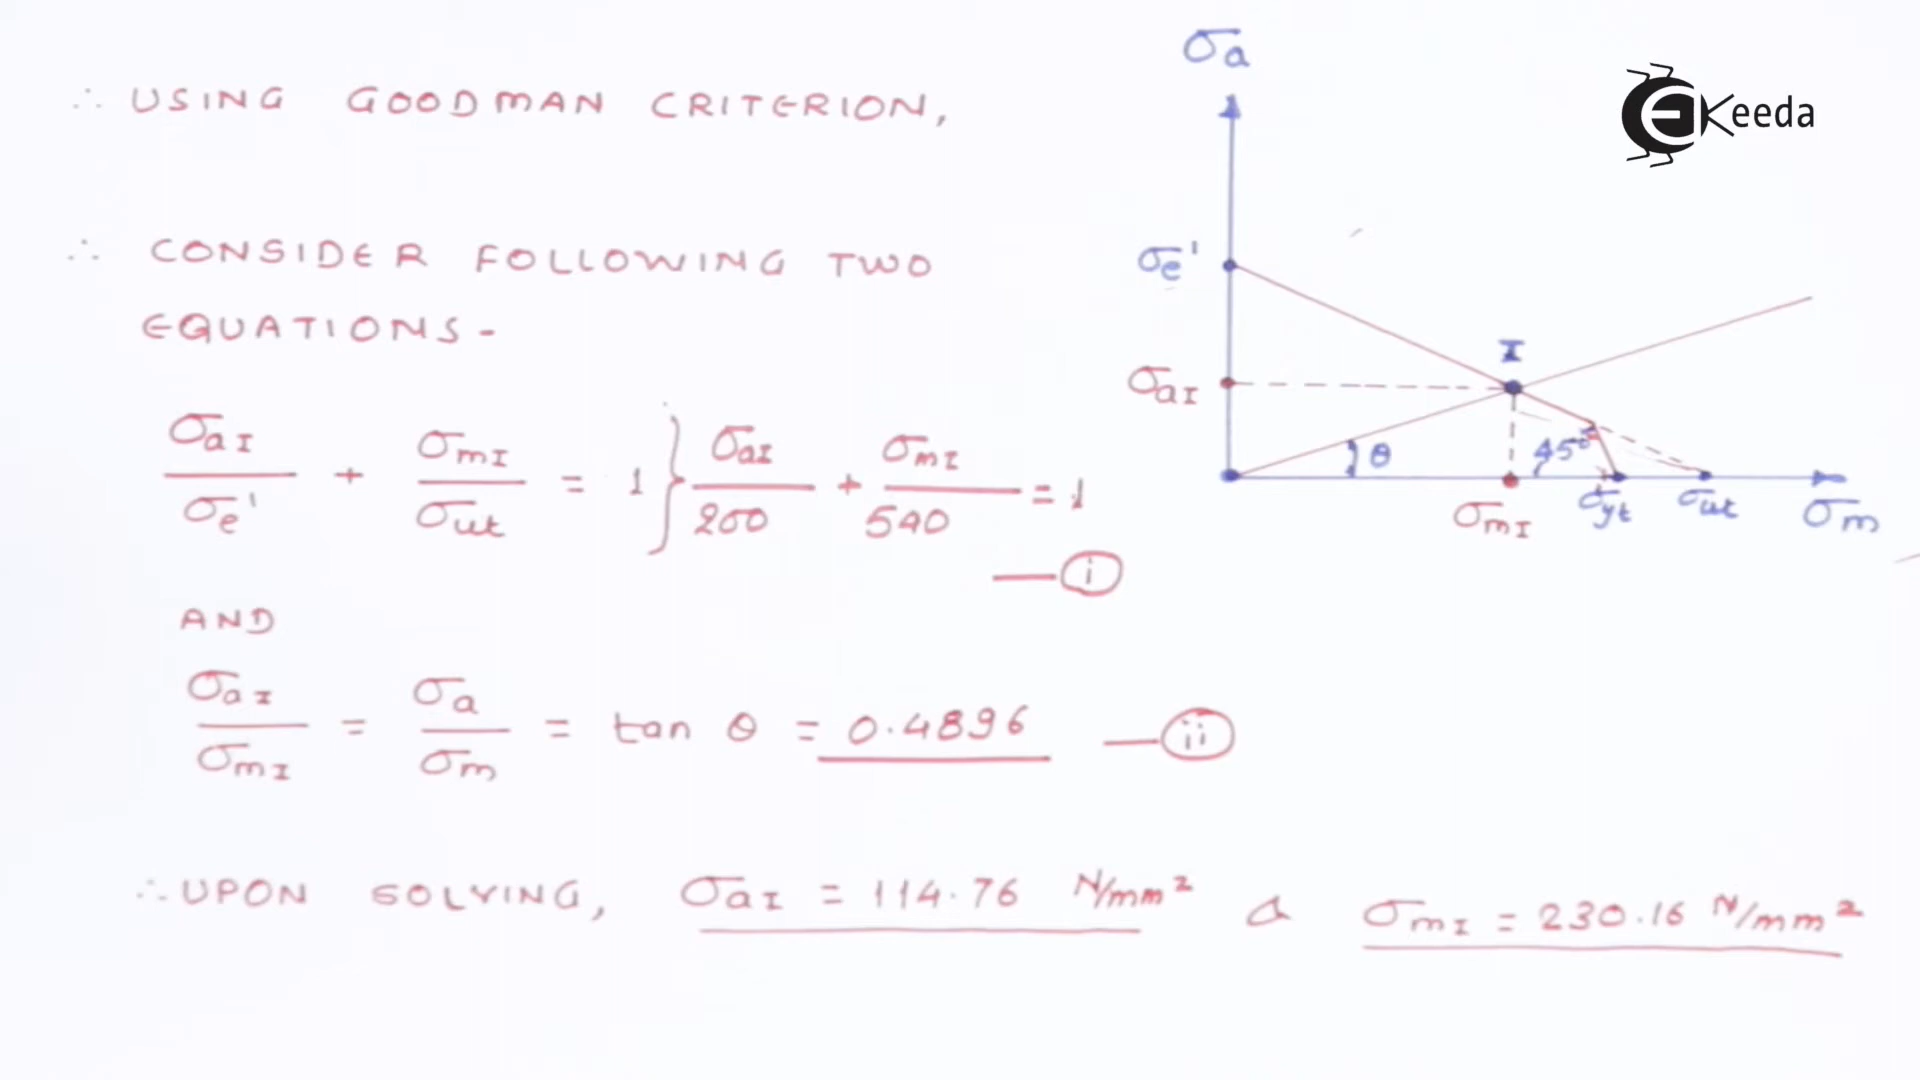 ∴ USING GOODMAN CRITERION,
∴ CONSIDER FOLLOWING TWO
EQUATIONS-
σaI/σe' + σmI/σut = 1 } σaI/200 + σmI/540 = 1
—(i)
AND
σaI/σmI = σa/σm = tan θ = 0.4896 —(ii)
∴ UPON SOLVING, σaI = 114.76 N/mm² & σmI = 230.16 N/mm²
σa
EKeeda
σe'
I
σaI
θ
45°
σmI
σyt
σut
σm